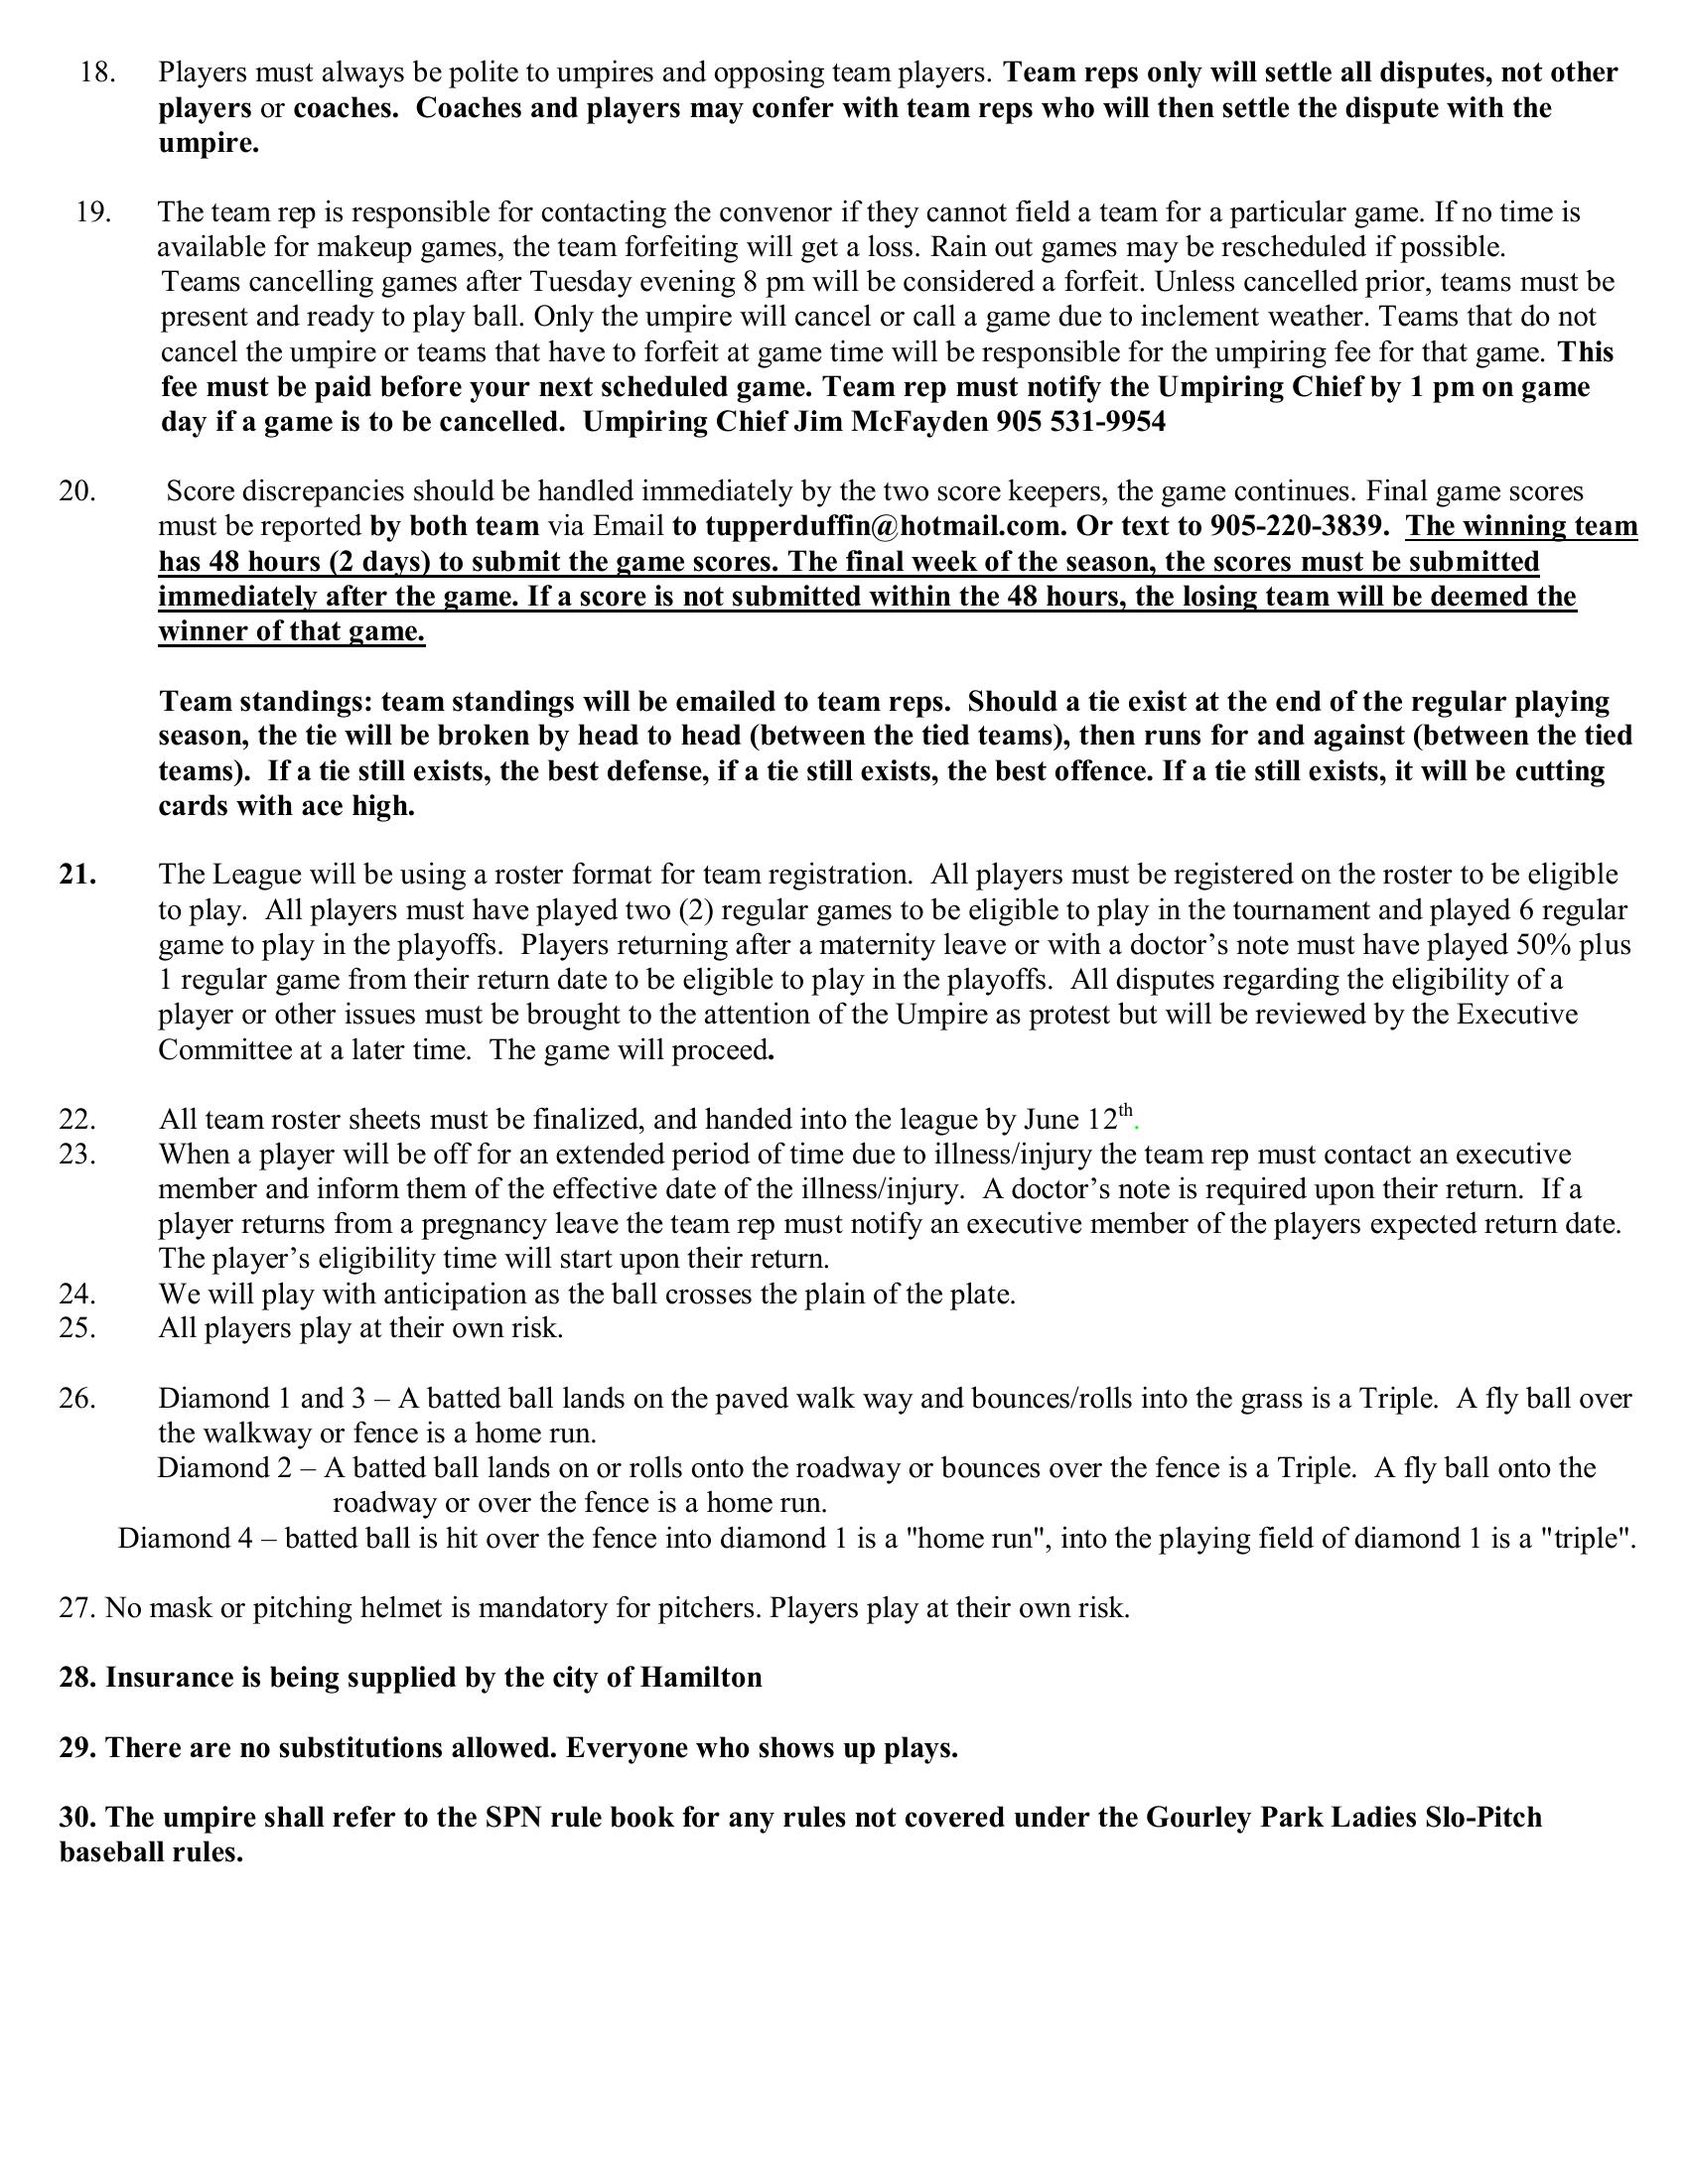 18. Players must always be polite to umpires and opposing team players. Team reps only will settle all disputes, not other
players or coaches. Coaches and players may confer with team reps who will then settle the dispute with the
umpire.
19. The team rep is responsible for contacting the convenor if they cannot field a team for a particular game. If no time is
available for makeup games, the team forfeiting will get a loss. Rain out games may be rescheduled if possible.
Teams cancelling games after Tuesday evening 8 pm will be considered a forfeit. Unless cancelled prior, teams must be
present and ready to play ball. Only the umpire will cancel or call a game due to inclement weather. Teams that do not
cancel the umpire or teams that have to forfeit at game time will be responsible for the umpiring fee for that game. This
fee must be paid before your next scheduled game. Team rep must notify the Umpiring Chief by 1 pm on game
day if a game is to be cancelled. Umpiring Chief Jim McFayden 905 531-9954
20. Score discrepancies should be handled immediately by the two score keepers, the game continues. Final game scores
must be reported by both team via Email to tupperduffin@hotmail.com. Or text to 905-220-3839. The winning team
has 48 hours (2 days) to submit the game scores. The final week of the season, the scores must be submitted
immediately after the game. If a score is not submitted within the 48 hours, the losing team will be deemed the
winner of that game.
Team standings: team standings will be emailed to team reps. Should a tie exist at the end of the regular playing
season, the tie will be broken by head to head (between the tied teams), then runs for and against (between the tied
teams). If a tie still exists, the best defense, if a tie still exists, the best offence. If a tie still exists, it will be cutting
cards with ace high.
21. The League will be using a roster format for team registration. All players must be registered on the roster to be eligible
to play. All players must have played two (2) regular games to be eligible to play in the tournament and played 6 regular
game to play in the playoffs. Players returning after a maternity leave or with a doctor’s note must have played 50% plus
1 regular game from their return date to be eligible to play in the playoffs. All disputes regarding the eligibility of a
player or other issues must be brought to the attention of the Umpire as protest but will be reviewed by the Executive
Committee at a later time. The game will proceed.
22. All team roster sheets must be finalized, and handed into the league by June 12th.
23. When a player will be off for an extended period of time due to illness/injury the team rep must contact an executive
member and inform them of the effective date of the illness/injury. A doctor’s note is required upon their return. If a
player returns from a pregnancy leave the team rep must notify an executive member of the players expected return date.
The player’s eligibility time will start upon their return.
24. We will play with anticipation as the ball crosses the plain of the plate.
25. All players play at their own risk.
26. Diamond 1 and 3 – A batted ball lands on the paved walk way and bounces/rolls into the grass is a Triple. A fly ball over
the walkway or fence is a home run.
Diamond 2 – A batted ball lands on or rolls onto the roadway or bounces over the fence is a Triple. A fly ball onto the
roadway or over the fence is a home run.
Diamond 4 – batted ball is hit over the fence into diamond 1 is a "home run", into the playing field of diamond 1 is a "triple".
27. No mask or pitching helmet is mandatory for pitchers. Players play at their own risk.
28. Insurance is being supplied by the city of Hamilton
29. There are no substitutions allowed. Everyone who shows up plays.
30. The umpire shall refer to the SPN rule book for any rules not covered under the Gourley Park Ladies Slo-Pitch
baseball rules.